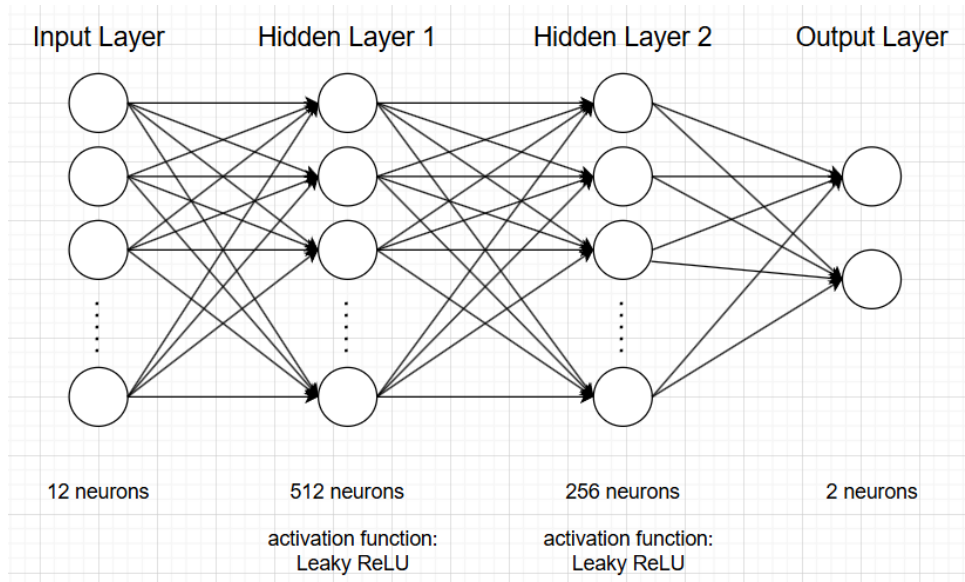 Input Layer
Hidden Layer 1
Hidden Layer 2
Output Layer
12 neurons
512 neurons
256 neurons
2 neurons
activation function:
Leaky ReLU
activation function:
Leaky ReLU